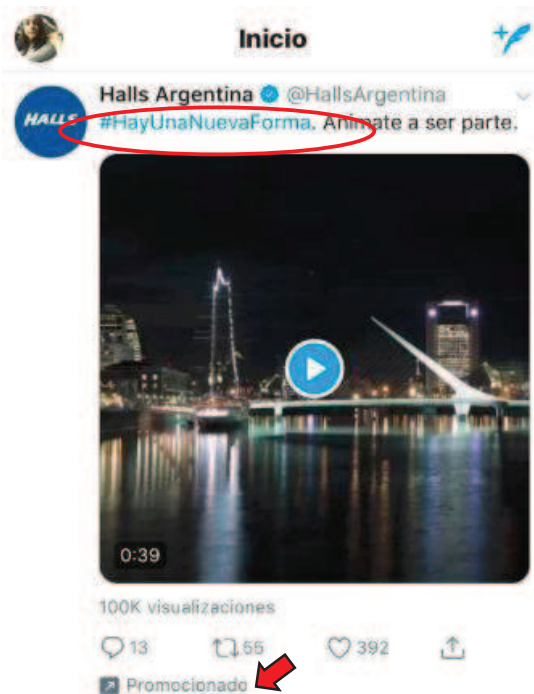 Inicio
Halls Argentina @HallsArgentina
HALLS
#HayUnaNuevaForma. Animate a ser parte.
0:39
100K visualizaciones
13 55 392
Promocionado